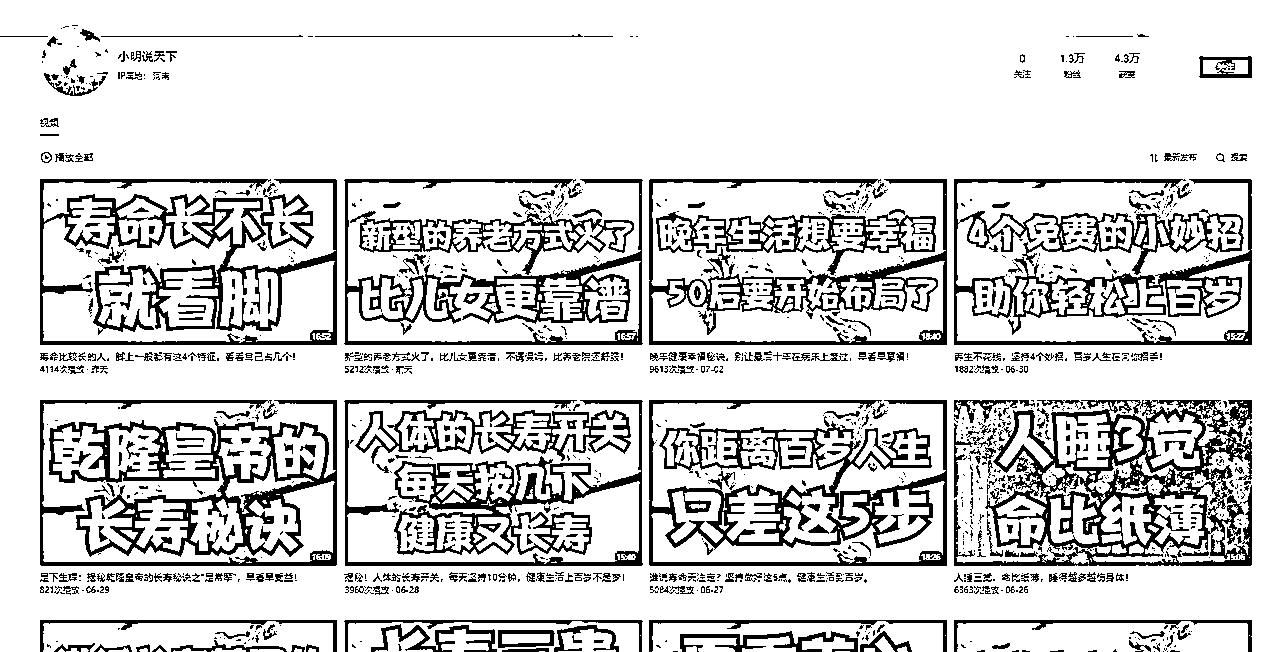 小明说天下
IP属地：河南
0
1.3万
4.3万
关注
粉丝
获赞
关注
视频
播放全部
最新发布
搜索
寿命长不长
就看脚
16:52
寿命比较长的人，脚上一般都有这4个特征，看看自己占几个！
4114次播放·昨天
新型的养老方式火了
比儿女更靠谱
16:57
新型的养老方式火了，比儿女更靠谱，不请保姆，比养老院还舒服！
5212次播放·前天
晚年生活想要幸福
50后要开始布局了
晚年健康幸福秘诀，别让最后十年在病床上度过，早看早幸福！
9613次播放·07-02
4个免费的小妙招
助你轻松上百岁
养生不花钱，坚持4个妙招，百岁人生在向你招手！
1882次播放·06-30
乾隆皇帝的
长寿秘诀
16:09
足下生辉：揭秘乾隆皇帝的长寿秘诀之“足常摩”，早看早受益！
821次播放·06-29
人体的长寿开关
每天按几下
健康又长寿
15:40
揭秘！人体的长寿开关，每天坚持10分钟，健康生活上百岁不是梦！
3960次播放·06-28
你距离百岁人生
只差这5步
18:26
谁说寿命天注定？坚持做好这5点，健康生活到百岁。
5084次播放·06-27
人睡3觉
命比纸薄
15:05
人睡三觉，命比纸薄，睡得越多越伤身体！
6363次播放·06-26